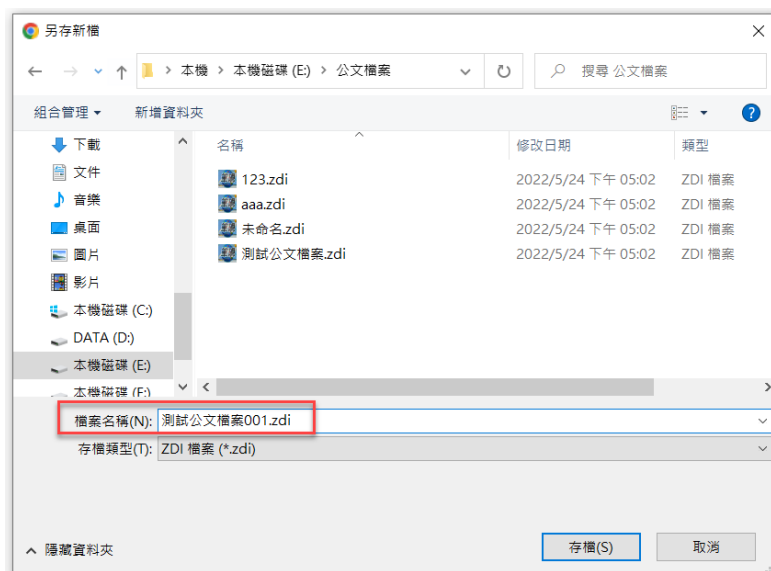 另存新檔
本機 > 本機磁碟 (E:) > 公文檔案
搜尋 公文檔案
組合管理 新增資料夾
名稱 修改日期 類型
下載
文件
音樂
桌面
圖片
影片
本機磁碟 (C:)
DATA (D:)
本機磁碟 (E:)
本機磁碟 (F:)
123.zdi 2022/5/24 下午 05:02 ZDI 檔案
aaa.zdi 2022/5/24 下午 05:02 ZDI 檔案
未命名.zdi 2022/5/24 下午 05:02 ZDI 檔案
測試公文檔案.zdi 2022/5/24 下午 05:02 ZDI 檔案
檔案名稱(N): 測試公文檔案001.zdi
存檔類型(T): ZDI 檔案 (*.zdi)
隱藏資料夾
存檔(S) 取消